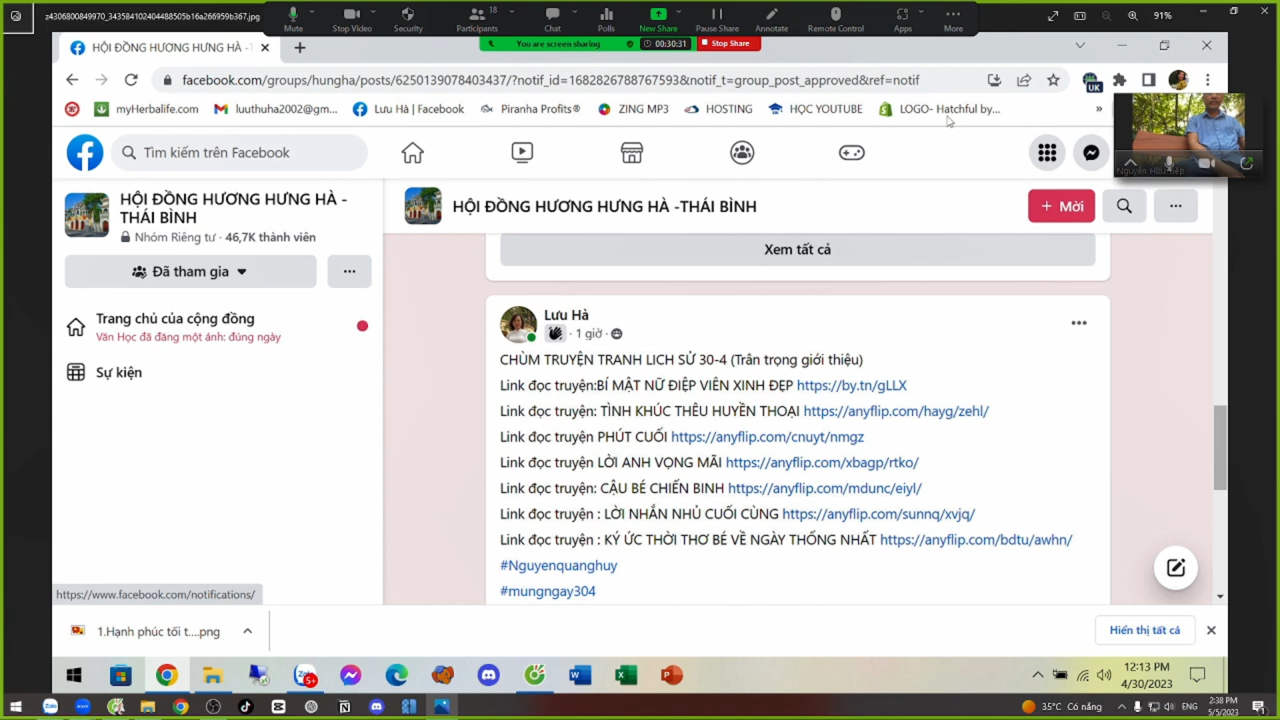 z4306800849970_34358410240448850 5b16a266959b367.jpg
Mute
Stop Video
Security
18
Participants
Chat
Polls
New Share
Pause Share
Annotate
Remote Control
Apps
More
91%
You are screen sharing
00:30:31
Stop Share
HỘI ĐỒNG HƯƠNG HƯNG HÀ -
facebook.com/groups/hungha/posts/6250139078403437/?notif_id=1682826788767593&notif_t=group_post_approved&ref=notif
UK
myHerbalife.com
luuthuha2002@gm...
Lưu Hà | Facebook
Piranha Profits®
ZING MP3
HOSTING
HỌC YOUTUBE
LOGO- Hatchful by...
»
Tìm kiếm trên Facebook
Nguyễn Hữu Tiệp
HỘI ĐỒNG HƯƠNG HƯNG HÀ -
THÁI BÌNH
Nhóm Riêng tư · 46,7K thành viên
Đã tham gia
Trang chủ của cộng đồng
Văn Học đã đăng một ảnh: đúng ngày
Sự kiện
HỘI ĐỒNG HƯƠNG HƯNG HÀ -THÁI BÌNH
+ Mời
Xem tất cả
Lưu Hà
· 1 giờ ·
CHÙM TRUYỆN TRANH LICH SỬ 30-4 (Trân trọng giới thiệu)
Link đọc truyện:BÍ MẬT NỮ ĐIỆP VIÊN XINH ĐẸP https://by.tn/gLLX
Link đọc truyện: TÌNH KHÚC THÊU HUYỀN THOẠI https://anyflip.com/hayg/zehl/
Link đọc truyện PHÚT CUỐI https://anyflip.com/cnuyt/nmgz
Link đọc truyện LỜI ANH VỌNG MÃI https://anyflip.com/xbagp/rtko/
Link đọc truyện: CẬU BÉ CHIẾN BINH https://anyflip.com/mdunc/eiyl/
Link đọc truyện : LỜI NHẮN NHỦ CUỐI CÙNG https://anyflip.com/sunnq/xvjq/
Link đọc truyện : KÝ ỨC THỜI THƠ BÉ VỀ NGÀY THỐNG NHẤT https://anyflip.com/bdtu/awhn/
#Nguyenquanghuy
#mungngay304
https://www.facebook.com/notifications/
1.Hạnh phúc tối t....png
Hiển thị tất cả
Zalo
5+
12:13 PM
4/30/2023
35°C Có nắng
2:38 PM
5/5/2023